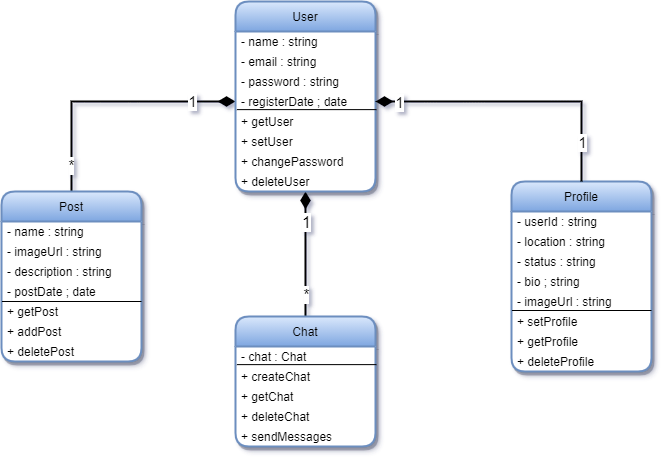 User
- name : string
- email : string
- password : string
- registerDate ; date
+ getUser
+ setUser
+ changePassword
+ deleteUser
1
*
1
1
1
*
Post
- name : string
- imageUrl : string
- description : string
- postDate ; date
+ getPost
+ addPost
+ deletePost
Chat
- chat : Chat
+ createChat
+ getChat
+ deleteChat
+ sendMessages
Profile
- userId : string
- location : string
- status : string
- bio ; string
- imageUrl : string
+ setProfile
+ getProfile
+ deleteProfile